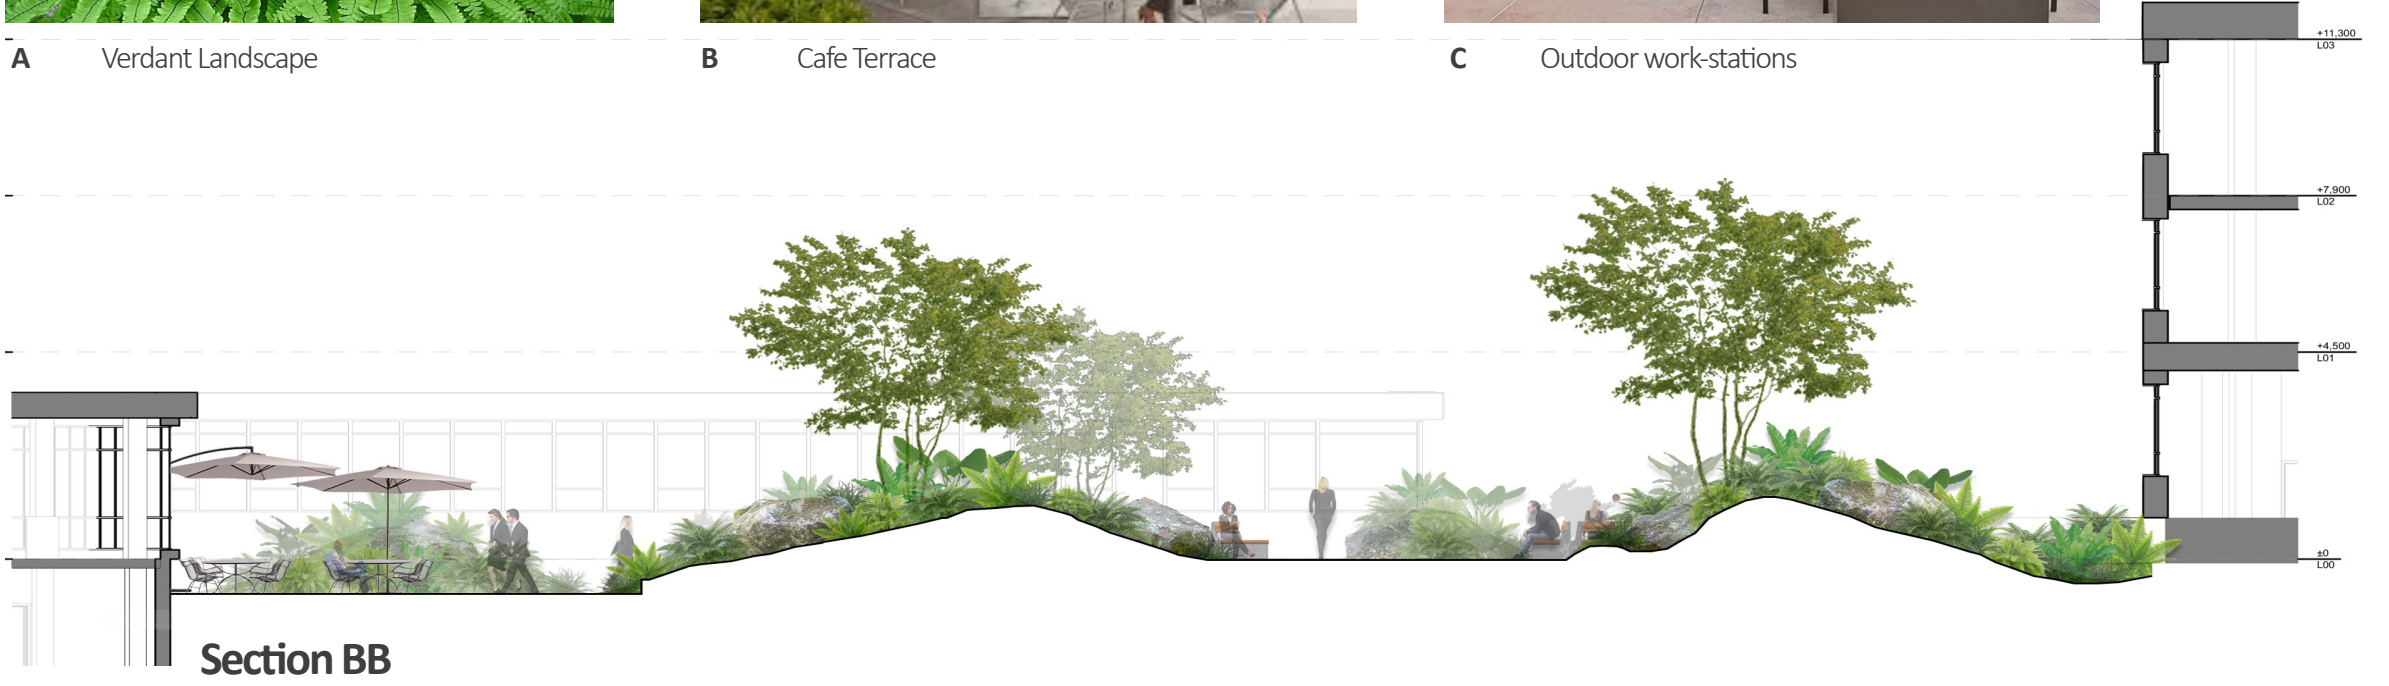 A Verdant Landscape
B Cafe Terrace
C Outdoor work-stations
+11,300
L03
+7,900
L02
+4,500
L01
±0
L00
Section BB